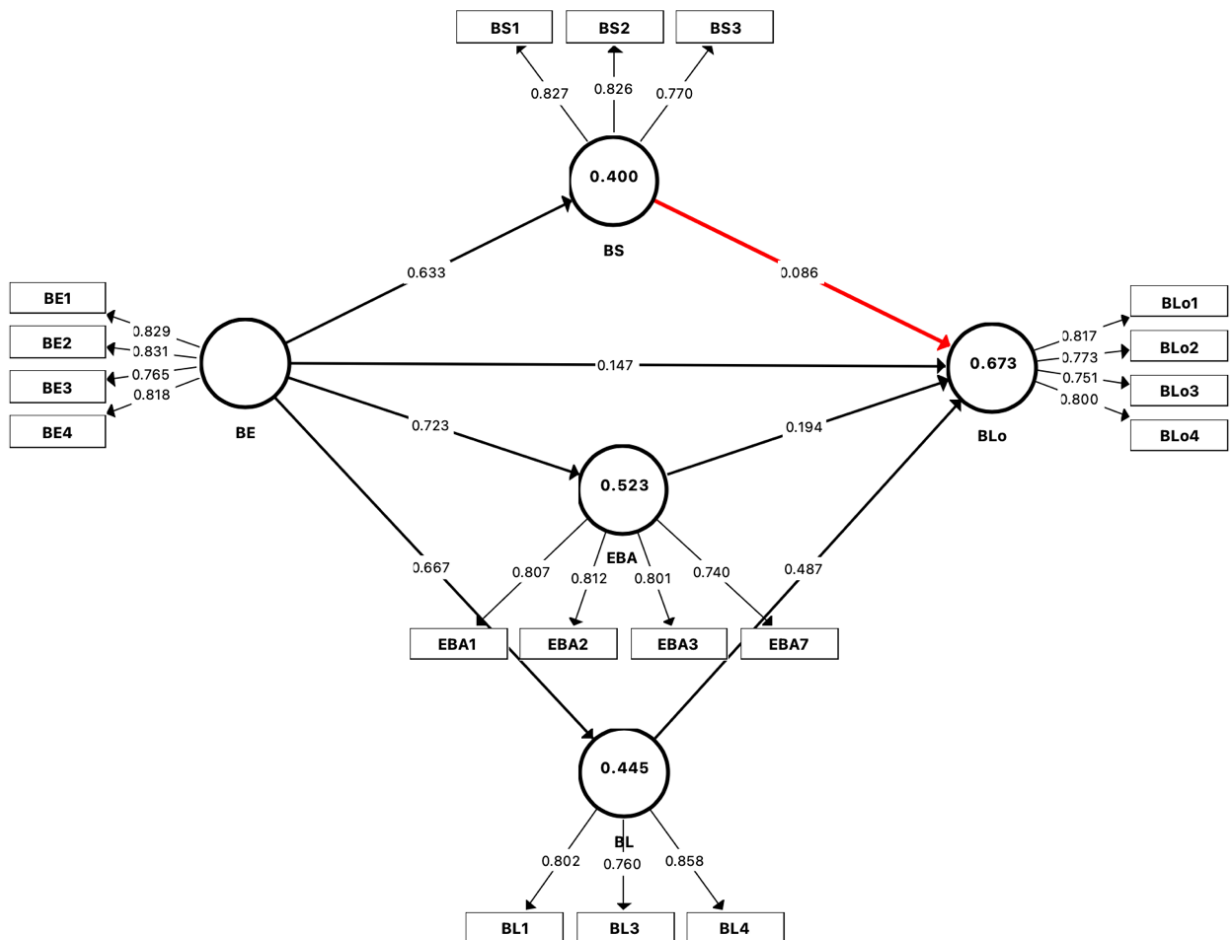 BS1 BS2 BS3
0.827 0.826 0.770
0.400
BS
0.633 0.086
BE1
BE2
BE3
BE4
0.829
0.831
0.765
0.818
BE
0.147
0.673
BLo
0.817
0.773
0.751
0.800
BLo1
BLo2
BLo3
BLo4
0.723 0.194
0.523
EBA
0.807 0.812 0.801 0.740
EBA1 EBA2 EBA3 EBA7
0.667 0.487
0.445
BL
0.802 0.760 0.858
BL1 BL3 BL4